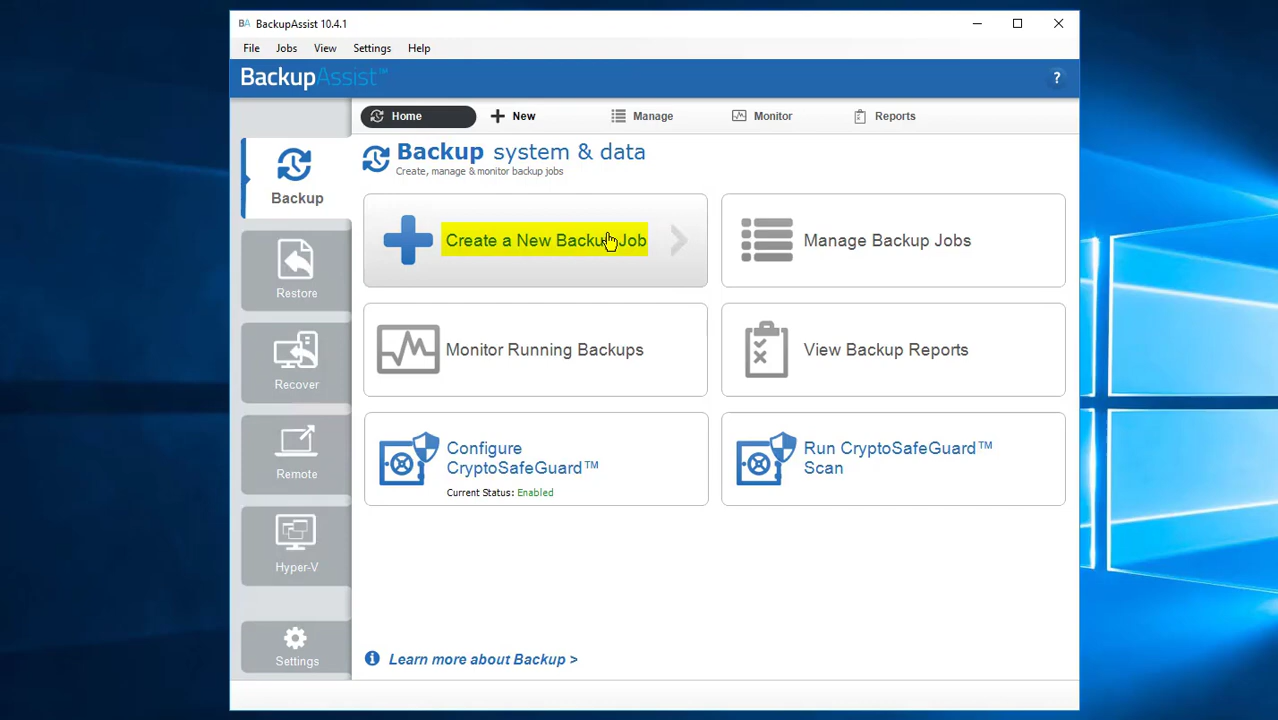 BA BackupAssist 10.4.1
File Jobs View Settings Help
BackupAssist™ ?
Home New Manage Monitor Reports
Backup system & data
Create, manage & monitor backup jobs
Backup
Restore
Recover
Remote
Hyper-V
Settings
Create a New Backup Job
Manage Backup Jobs
Monitor Running Backups
View Backup Reports
Configure
CryptoSafeGuard™
Current Status: Enabled
Run CryptoSafeGuard™
Scan
Learn more about Backup >